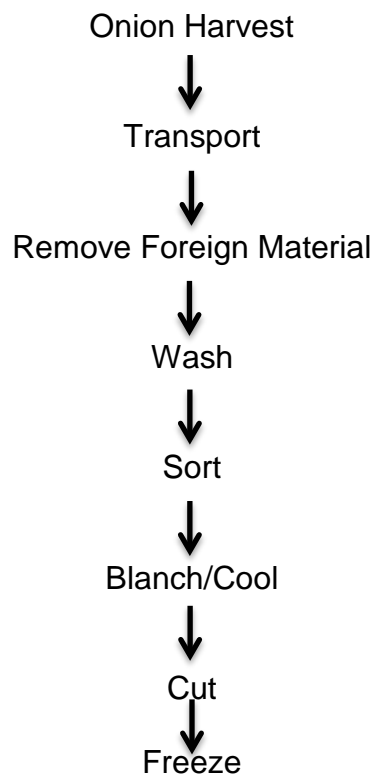 Onion Harvest
Transport
Remove Foreign Material
Wash
Sort
Blanch/Cool
Cut
Freeze